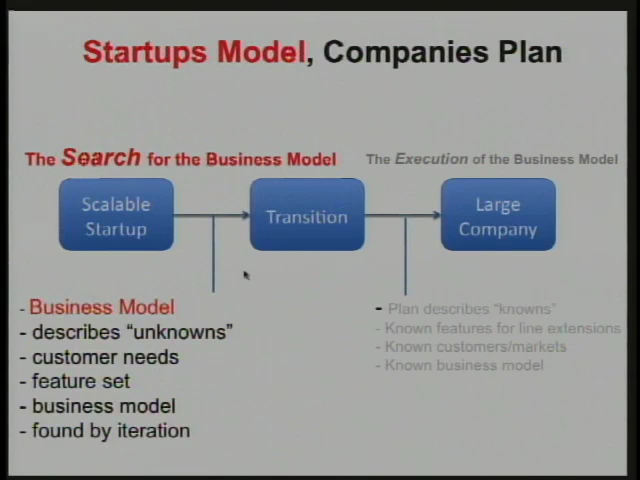 Startups Model, Companies Plan
The Search for the Business Model
The Execution of the Business Model
Scalable
Startup
Transition
Large
Company
- Business Model
- describes “unknowns”
- customer needs
- feature set
- business model
- found by iteration
- Plan describes “knowns”
- Known features for line extensions
- Known customers/markets
- Known business model